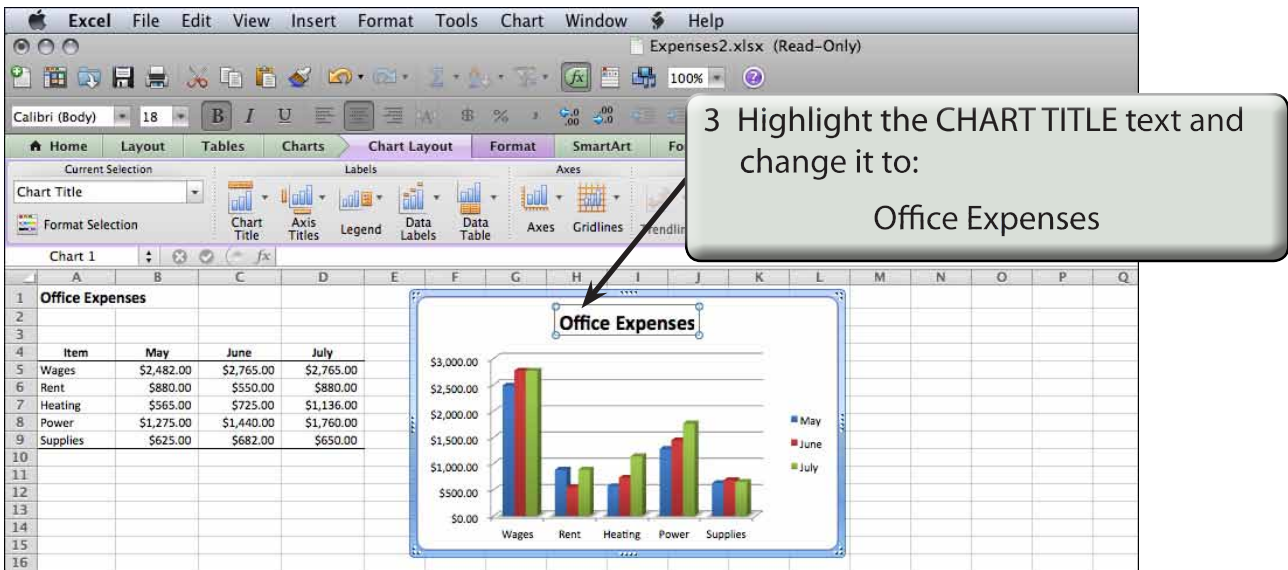 Excel File Edit View Insert Format Tools Chart Window Help
Expenses2.xlsx (Read-Only)
fx 100%
Calibri (Body) 18 B I U % .00
Home Layout Tables Charts Chart Layout Format SmartArt Fo
Current Selection Labels Axes
Chart Title
Format Selection
Chart Title Axis Titles Legend Data Labels Data Table Axes Gridlines Trendlin
Chart 1 fx
3 Highlight the CHART TITLE text and
change it to:
Office Expenses
A B C D E F G H I J K L M N O P Q
1 Office Expenses
2
3
4 Item May June July
5 Wages $2,482.00 $2,765.00 $2,765.00
6 Rent $880.00 $550.00 $880.00
7 Heating $565.00 $725.00 $1,136.00
8 Power $1,275.00 $1,440.00 $1,760.00
9 Supplies $625.00 $682.00 $650.00
10
11
12
13
14
15
16
Office Expenses
$3,000.00
$2,500.00
$2,000.00
$1,500.00
$1,000.00
$500.00
$0.00
Wages Rent Heating Power Supplies
May
June
July